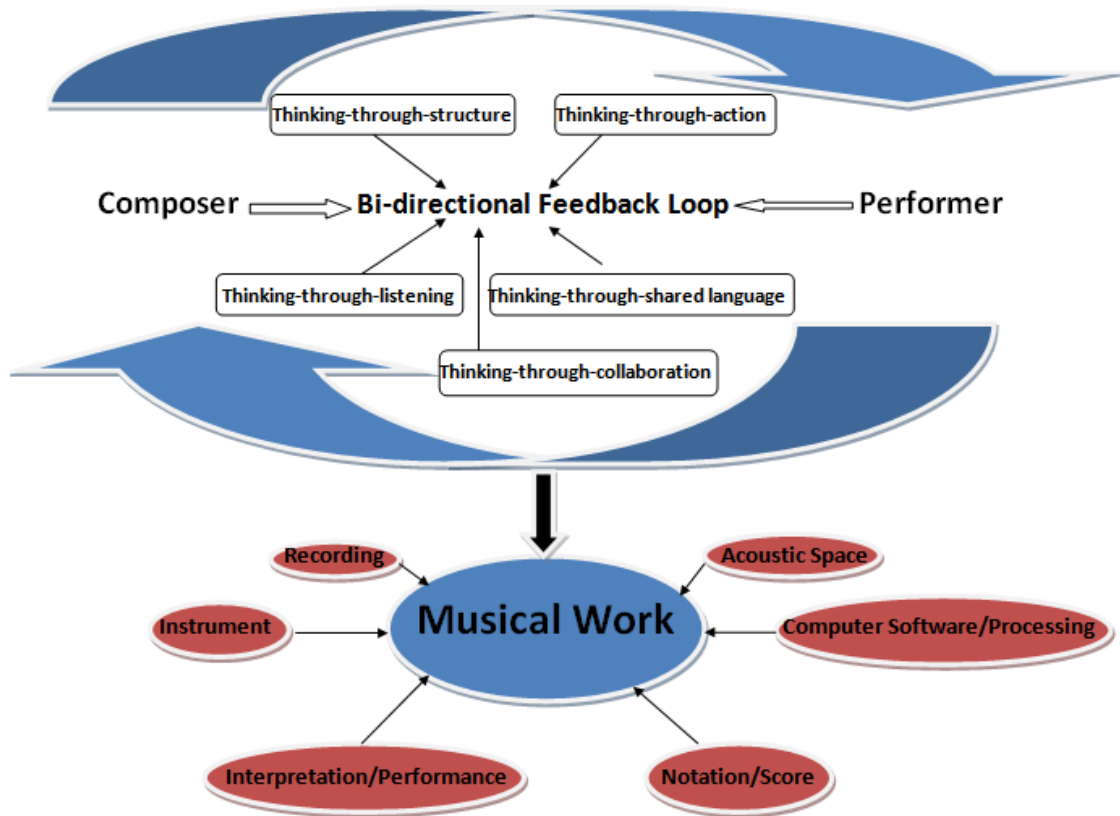 Thinking-through-structure
Thinking-through-action
Composer
Bi-directional Feedback Loop
Performer
Thinking-through-listening
Thinking-through-shared language
Thinking-through-collaboration
Recording
Acoustic Space
Instrument
Musical Work
Computer Software/Processing
Interpretation/Performance
Notation/Score